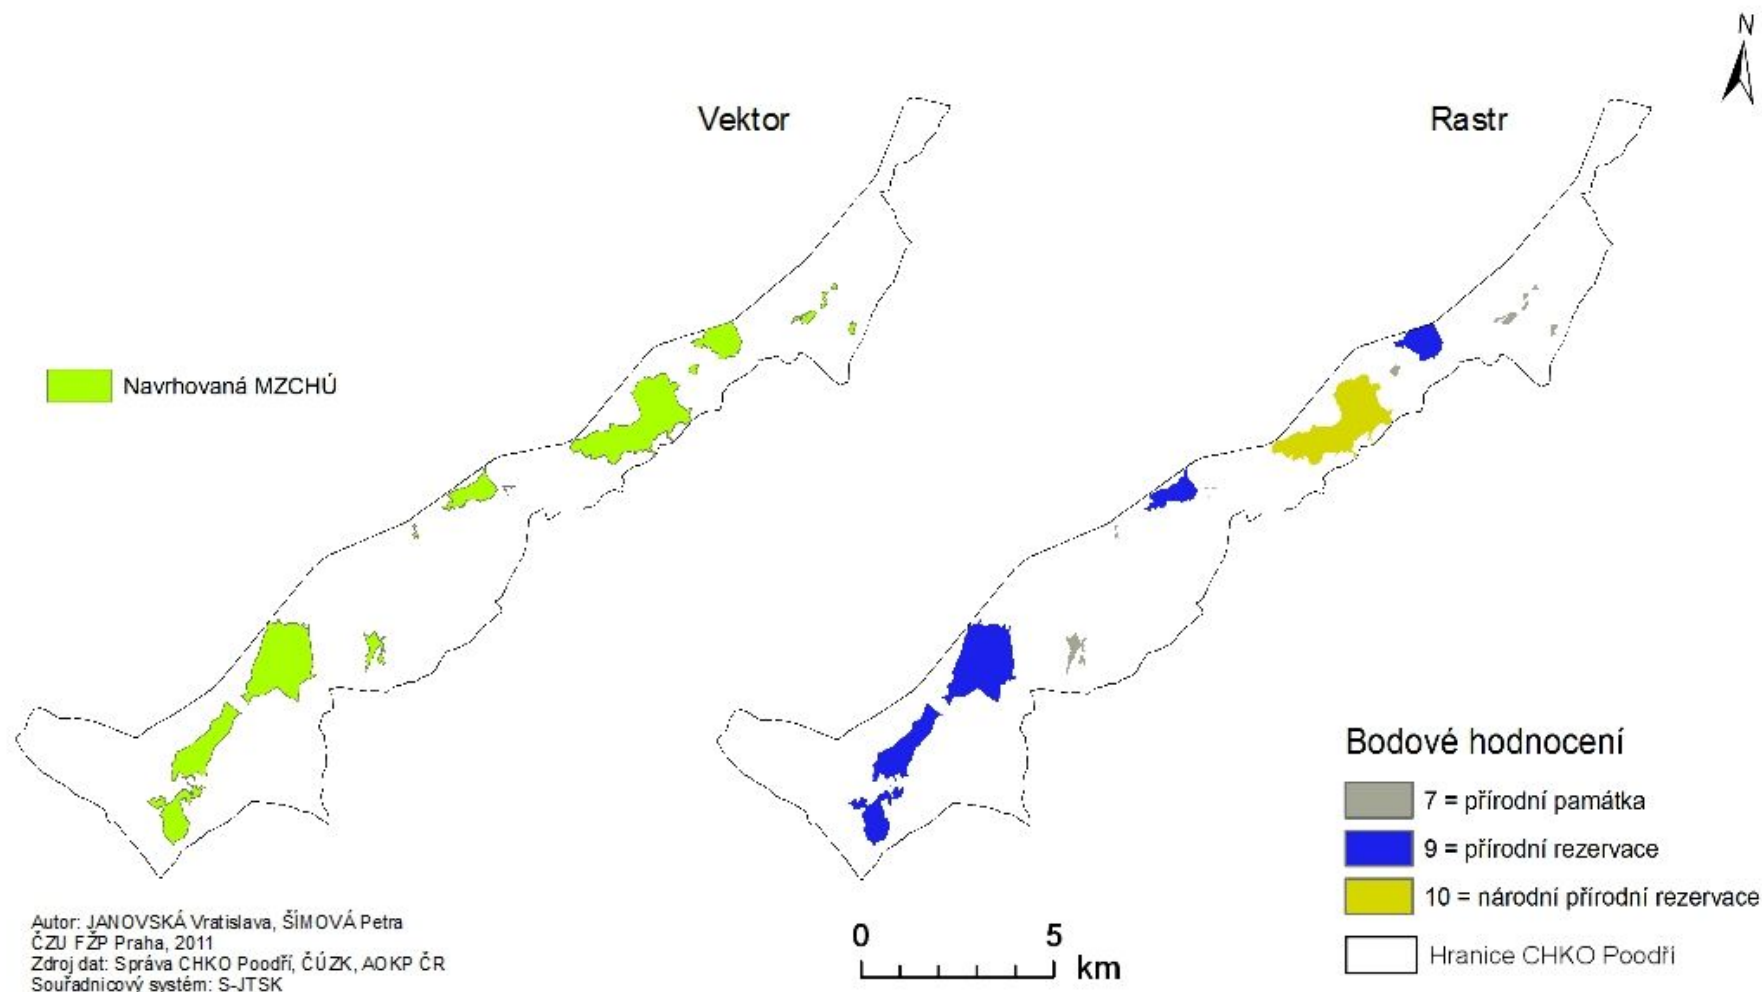 N
Vektor
Rastr
Navrhovaná MZCHÚ
Bodové hodnocení
7 = přírodní památka
9 = přírodní rezervace
10 = národní přírodní rezervace
Hranice CHKO Poodří
Autor: JANOVSKÁ Vratislava, ŠÍMOVÁ Petra
ČZU FŽP Praha, 2011
Zdroj dat: Správa CHKO Poodří, ČÚZK, AOKP ČR
Souřadnicový systém: S-JTSK
0 5
km